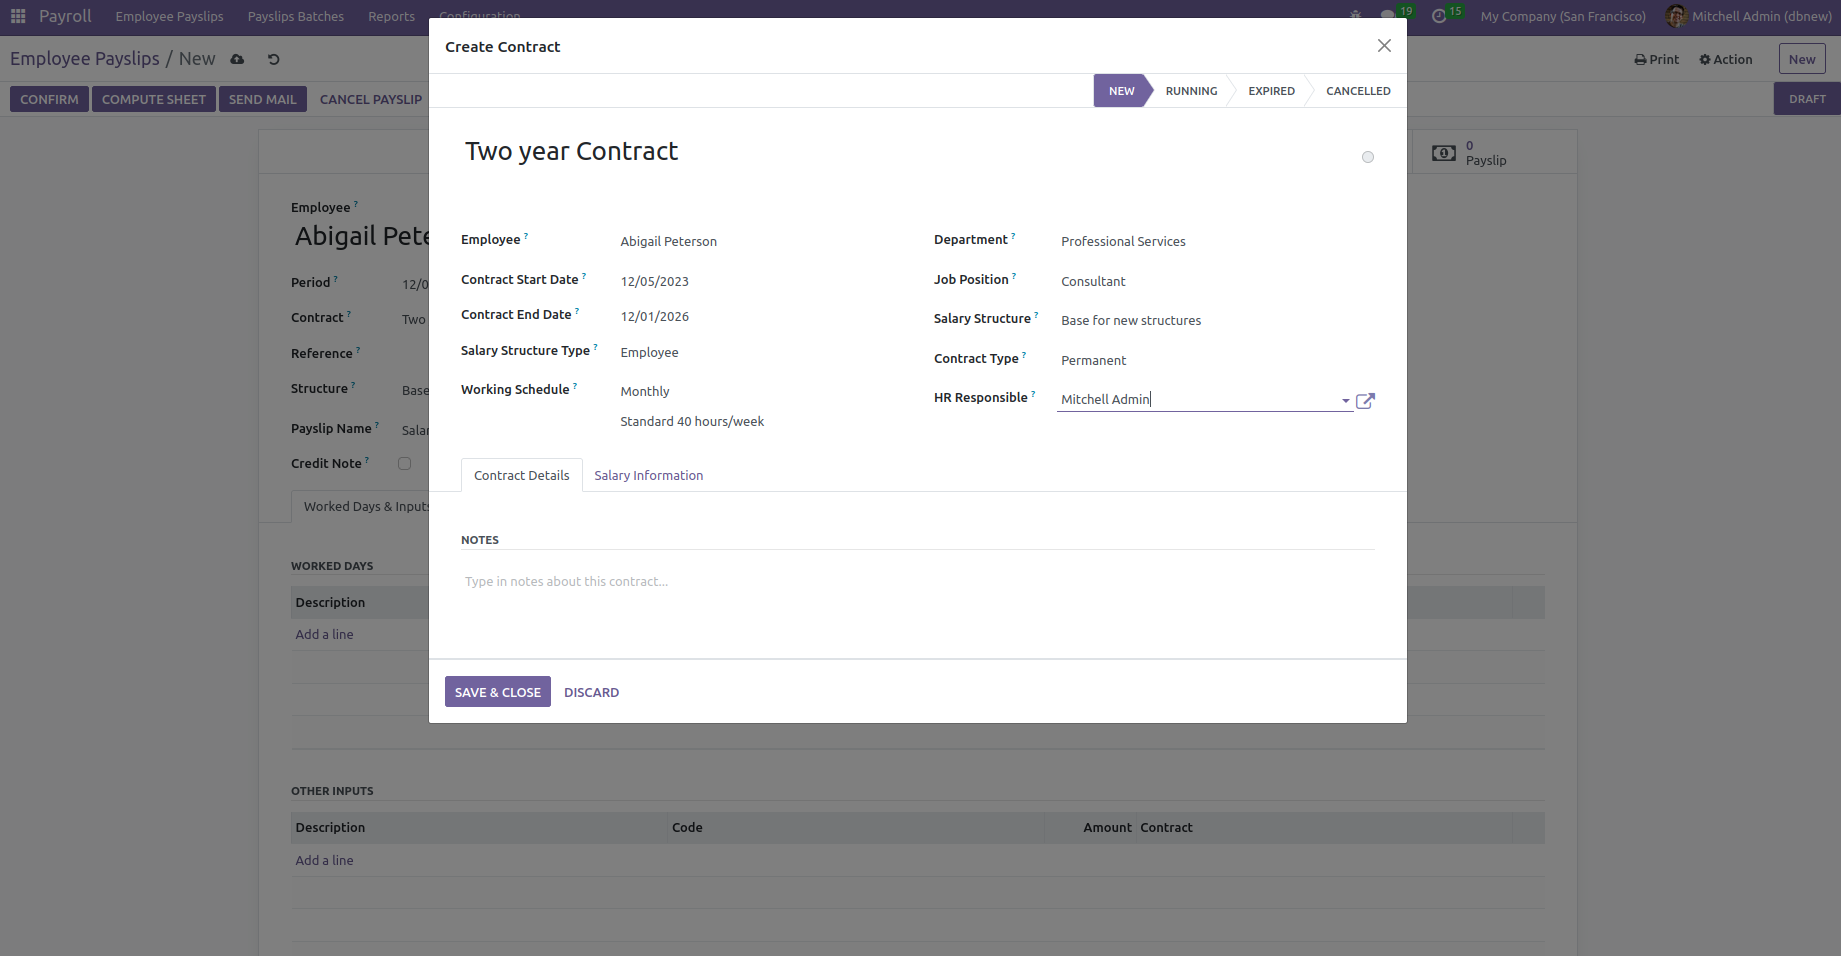 Payroll Employee Payslips Payslips Batches Reports Configuration 19 15 My Company (San Francisco) Mitchell Admin (dbnew)
Employee Payslips / New
Print Action New
CONFIRM COMPUTE SHEET SEND MAIL CANCEL PAYSLIP
DRAFT
0
Payslip
Employee ?
Abigail Pete
Period ? 12/0
Contract ? Two
Reference ?
Structure ? Base
Payslip Name ? Salar
Credit Note ?
Worked Days & Inputs
WORKED DAYS
Description
Add a line
OTHER INPUTS
Description Code Amount Contract
Add a line
Create Contract
NEW RUNNING EXPIRED CANCELLED
Two year Contract
Employee ? Abigail Peterson
Contract Start Date ? 12/05/2023
Contract End Date ? 12/01/2026
Salary Structure Type ? Employee
Working Schedule ? Monthly
Standard 40 hours/week
Department ? Professional Services
Job Position ? Consultant
Salary Structure ? Base for new structures
Contract Type ? Permanent
HR Responsible ? Mitchell Admin
Contract Details Salary Information
NOTES
Type in notes about this contract...
SAVE & CLOSE DISCARD